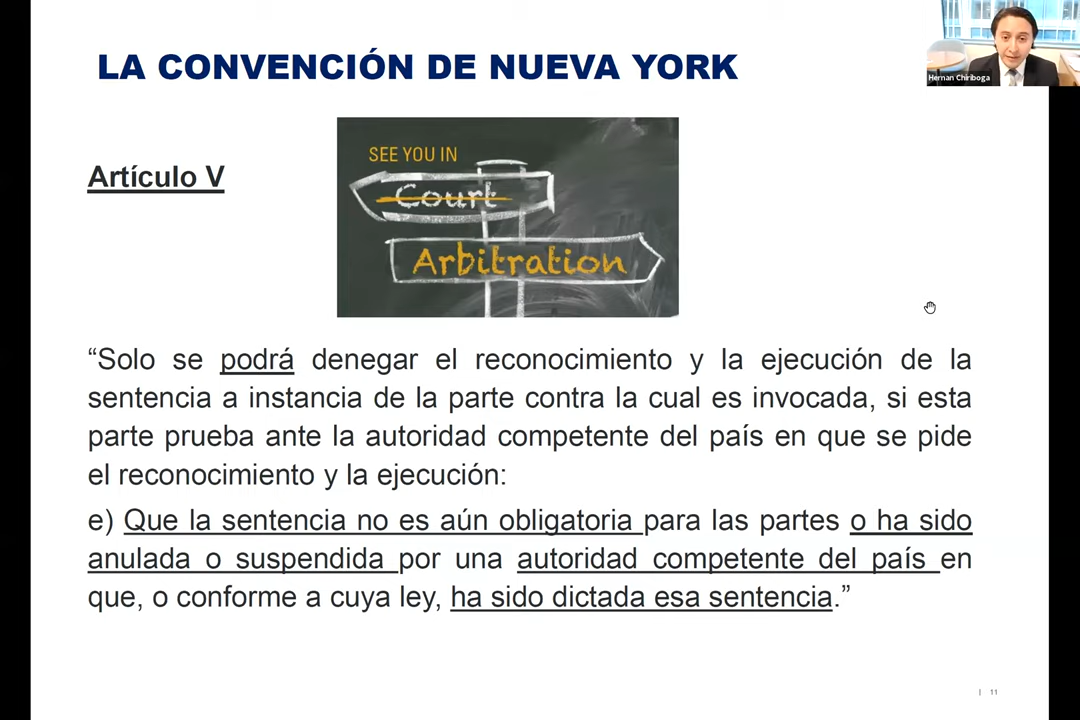 LA CONVENCIÓN DE NUEVA YORK
Hernan Chiriboga
Artículo V
SEE YOU IN
Court
Arbitration
“Solo se podrá denegar el reconocimiento y la ejecución de la
sentencia a instancia de la parte contra la cual es invocada, si esta
parte prueba ante la autoridad competente del país en que se pide
el reconocimiento y la ejecución:
e) Que la sentencia no es aún obligatoria para las partes o ha sido
anulada o suspendida por una autoridad competente del país en
que, o conforme a cuya ley, ha sido dictada esa sentencia.”
| 11